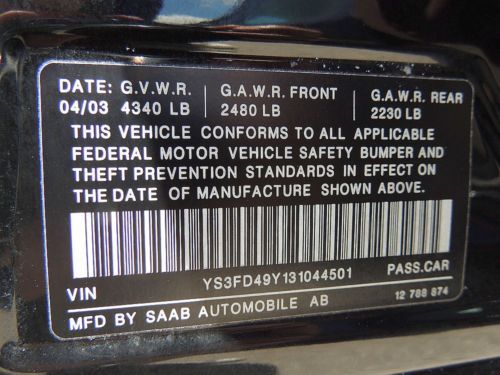 DATE: G.V.W.R. G.A.W.R. FRONT G.A.W.R. REAR
04/03 4340 LB 2480 LB 2230 LB
THIS VEHICLE CONFORMS TO ALL APPLICABLE
FEDERAL MOTOR VEHICLE SAFETY BUMPER AND
THEFT PREVENTION STANDARDS IN EFFECT ON
THE DATE OF MANUFACTURE SHOWN ABOVE.
YS3FD49Y131044501 PASS.CAR
VIN
MFD BY SAAB AUTOMOBILE AB 12 788 874